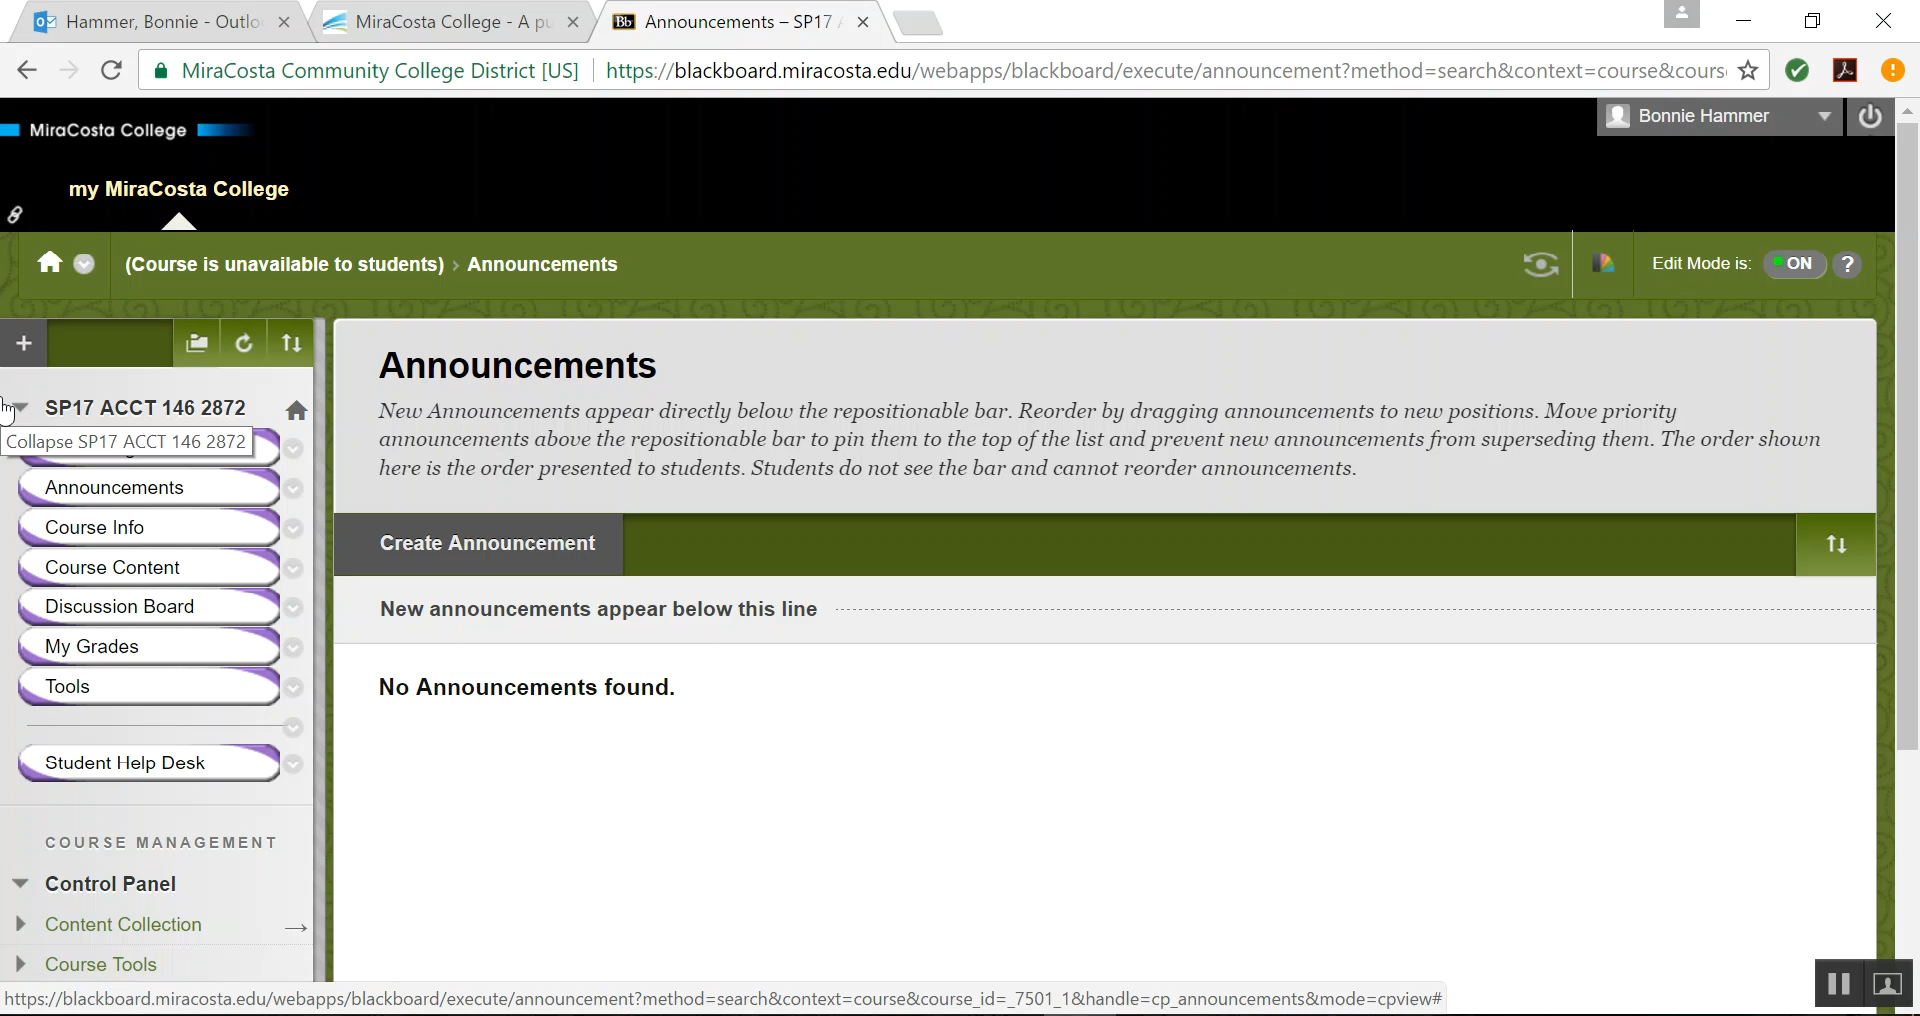 Hammer, Bonnie - Outlo
MiraCosta College - A pu
Bb Announcements – SP17
MiraCosta Community College District [US]
https://blackboard.miracosta.edu/webapps/blackboard/execute/announcement?method=search&context=course&cours
MiraCosta College
Bonnie Hammer
my MiraCosta College
(Course is unavailable to students) > Announcements
Edit Mode is: ON ?
SP17 ACCT 146 2872
Collapse SP17 ACCT 146 2872
Announcements
Course Info
Course Content
Discussion Board
My Grades
Tools
Student Help Desk
COURSE MANAGEMENT
Control Panel
Content Collection
Course Tools
Announcements
New Announcements appear directly below the repositionable bar. Reorder by dragging announcements to new positions. Move priority
announcements above the repositionable bar to pin them to the top of the list and prevent new announcements from superseding them. The order shown
here is the order presented to students. Students do not see the bar and cannot reorder announcements.
Create Announcement
New announcements appear below this line
No Announcements found.
https://blackboard.miracosta.edu/webapps/blackboard/execute/announcement?method=search&context=course&course_id=_7501_1&handle=cp_announcements&mode=cpview#